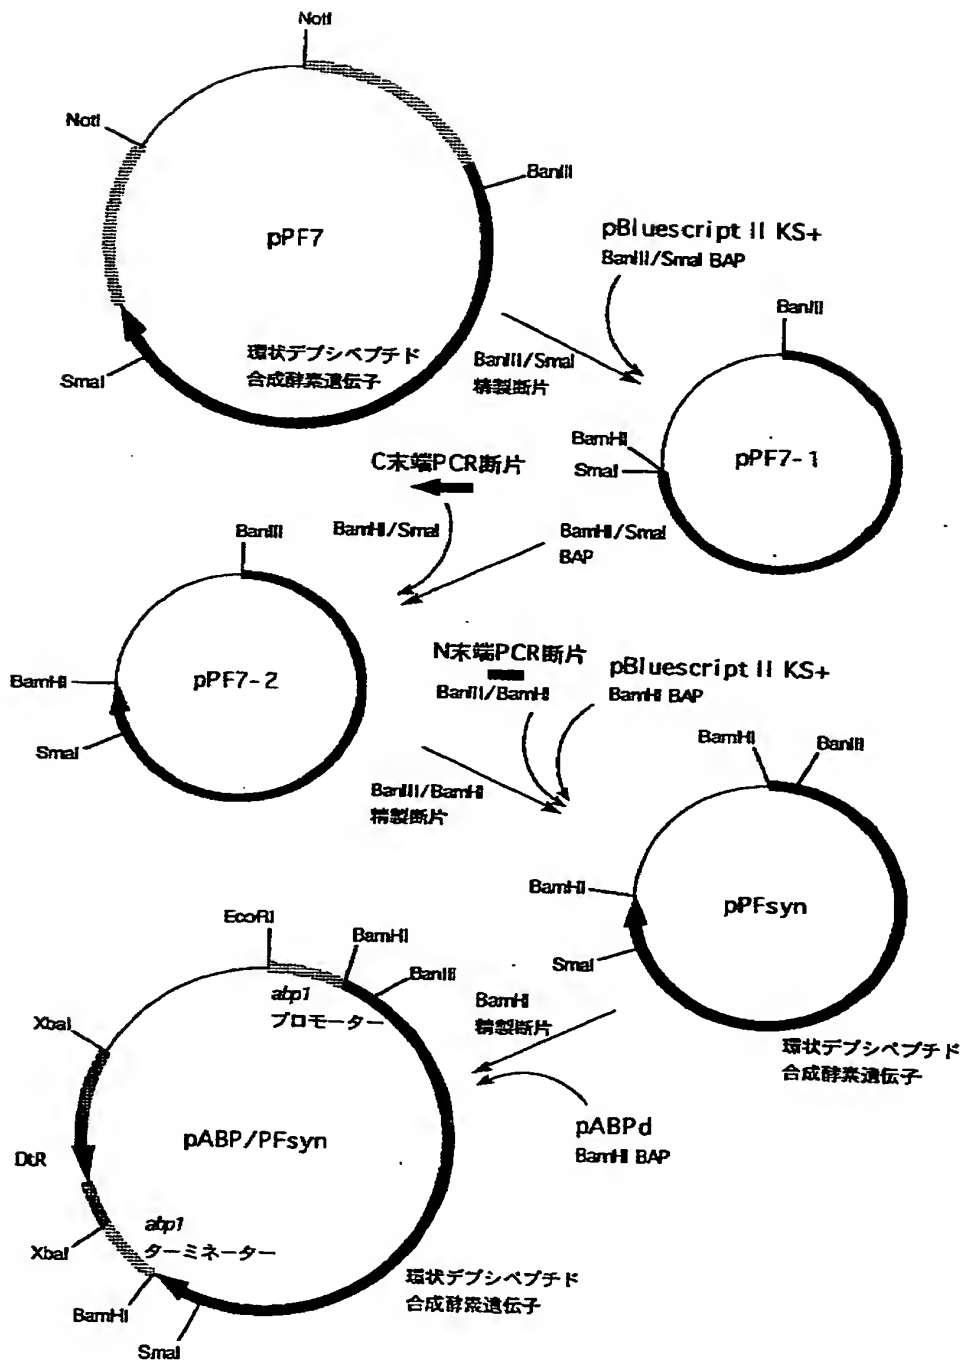 NotI
NotI
BanIII
pPF7
pBluescript II KS+
BanIII/SmaI BAP
BanIII
環状デプシペプチド
合成酵素遺伝子
SmaI
BanIII/SmaI
精製断片
BamHI
SmaI
pPF7-1
C末端PCR断片
BamHI/SmaI
BanIII
BamHI/SmaI
BAP
N末端PCR断片
BanIII/BamHI
pBluescript II KS+
BamHI BAP
BamHI
pPF7-2
SmaI
BamHI
BanIII
BanIII/BamHI
精製断片
BamHI
pPFsyn
SmaI
EcoRI
BamHI
BanIII
abp1
プロモーター
BamHI
精製断片
XbaI
環状デプシペプチド
合成酵素遺伝子
pABP/PFsyn
pABPd
BamHI BAP
DtR
XbaI
abp1
ターミネーター
環状デプシペプチド
合成酵素遺伝子
BamHI
SmaI